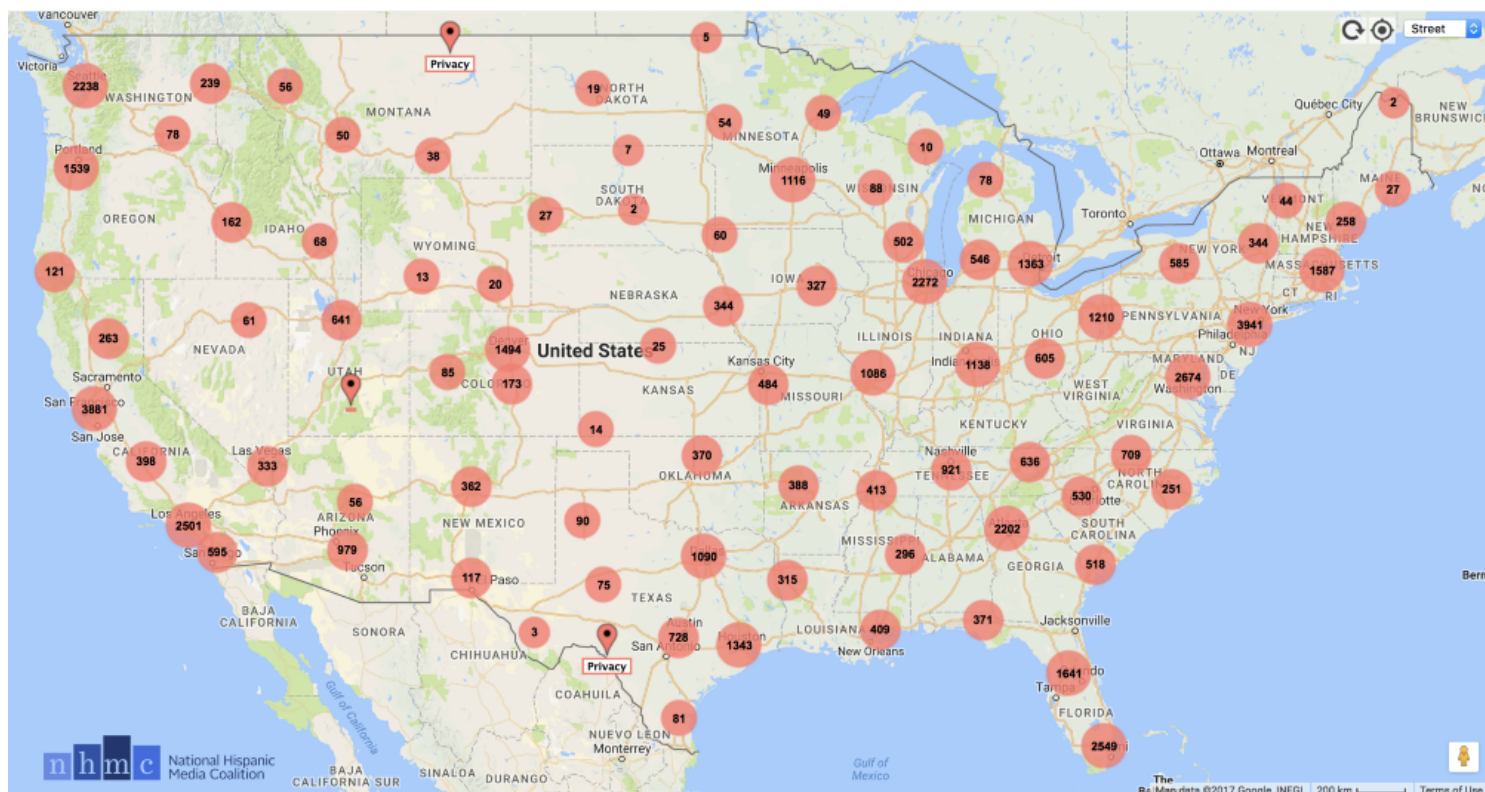 Vancouver
Victoria
Street
Privacy
5
Seattle
2238
239
56
WASHINGTON
MONTANA
19
NORTH
DAKOTA
54
MINNESOTA
49
10
Québec City
2
NEW
BRUNSWICK
Ottawa
Montreal
78
50
38
7
Portland
1539
Minneapolis
1116
88
WISCONSIN
78
MICHIGAN
Toronto
MAINE
27
VERMONT
44
OREGON
162
IDAHO
68
WYOMING
27
SOUTH
DAKOTA
2
60
502
546
Detroit
1363
NEW YORK
585
344
NEW
HAMPSHIRE
258
MASSACHUSETTS
1587
CT
RI
121
13
20
NEBRASKA
344
IOWA
327
Chicago
2272
263
61
641
NEVADA
Denver
1494
United States
25
ILLINOIS
INDIANA
OHIO
1210
PENNSYLVANIA
New York
3941
Philadelphia
NJ
Sacramento
UTAH
85
COLORADO
173
KANSAS
Kansas City
484
MISSOURI
1086
Indianapolis
1138
605
WEST
VIRGINIA
MARYLAND
DE
2674
Washington
San Francisco
3881
San Jose
CALIFORNIA
398
Las Vegas
333
14
KENTUCKY
VIRGINIA
362
370
OKLAHOMA
388
ARKANSAS
413
Nashville
921
TENNESSEE
636
709
NORTH
CAROLINA
251
530
Charlotte
Los Angeles
2501
San Diego
595
56
ARIZONA
Phoenix
979
Tucson
NEW MEXICO
90
MISSISSIPPI
296
ALABAMA
Atlanta
2202
SOUTH
CAROLINA
GEORGIA
518
117
El Paso
75
Dallas
1090
TEXAS
315
Berm
BAJA
CALIFORNIA
SONORA
CHIHUAHUA
3
Privacy
Austin
728
San Antonio
Houston
1343
LOUISIANA
409
New Orleans
371
Jacksonville
COAHUILA
Orlando
1641
Tampa
FLORIDA
Gulf of
California
81
NUEVO LEON
Monterrey
2549
Miami
nhmc
National Hispanic
Media Coalition
BAJA
CALIFORNIA SUR
SINALOA
DURANGO
Gulf of
Mexico
The
Map data ©2017 Google, INEGI
200 km
Terms of Use